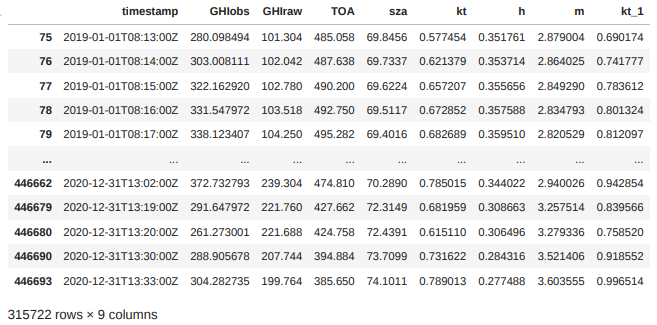 timestamp GHIobs GHIraw TOA sza kt h m kt_1
75 2019-01-01T08:13:00Z 280.098494 101.304 485.058 69.8456 0.577454 0.351761 2.879004 0.690174
76 2019-01-01T08:14:00Z 303.008111 102.042 487.638 69.7337 0.621379 0.353714 2.864025 0.741777
77 2019-01-01T08:15:00Z 322.162920 102.780 490.200 69.6224 0.657207 0.355656 2.849290 0.783612
78 2019-01-01T08:16:00Z 331.547972 103.518 492.750 69.5117 0.672852 0.357588 2.834793 0.801324
79 2019-01-01T08:17:00Z 338.123407 104.250 495.282 69.4016 0.682689 0.359510 2.820529 0.812097
... ... ... ... ... ... ... ... ... ...
446662 2020-12-31T13:02:00Z 372.732793 239.304 474.810 70.2890 0.785015 0.344022 2.940026 0.942854
446679 2020-12-31T13:19:00Z 291.647972 221.760 427.662 72.3149 0.681959 0.308663 3.257514 0.839566
446680 2020-12-31T13:20:00Z 261.273001 221.688 424.758 72.4391 0.615110 0.306496 3.279336 0.758520
446690 2020-12-31T13:30:00Z 288.905678 207.744 394.884 73.7099 0.731622 0.284316 3.521406 0.918552
446693 2020-12-31T13:33:00Z 304.282735 199.764 385.650 74.1011 0.789013 0.277488 3.603555 0.996514
315722 rows × 9 columns